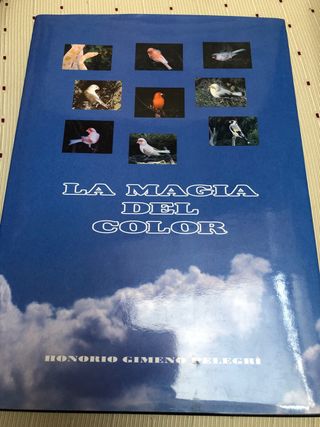 LA MAGIA
DEL
COLOR
HONORIO GIMENO PELEGRÍ